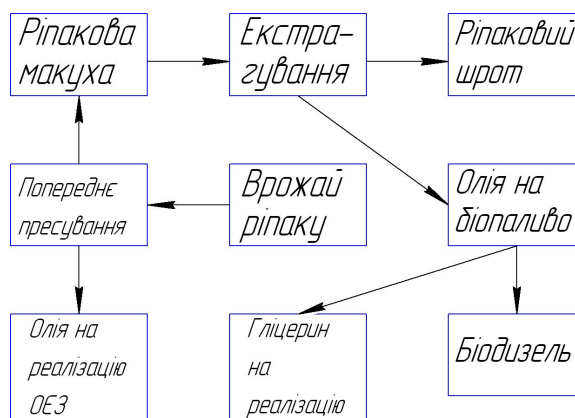 Ріпакова
макуха
Екстра-
гування
Ріпаковий
шрот
Попереднє
пресування
Врожай
ріпаку
Олія на
біопаливо
Олія на
реалізацію
ОЕЗ
Гліцерин
на
реалізацію
Біодизель